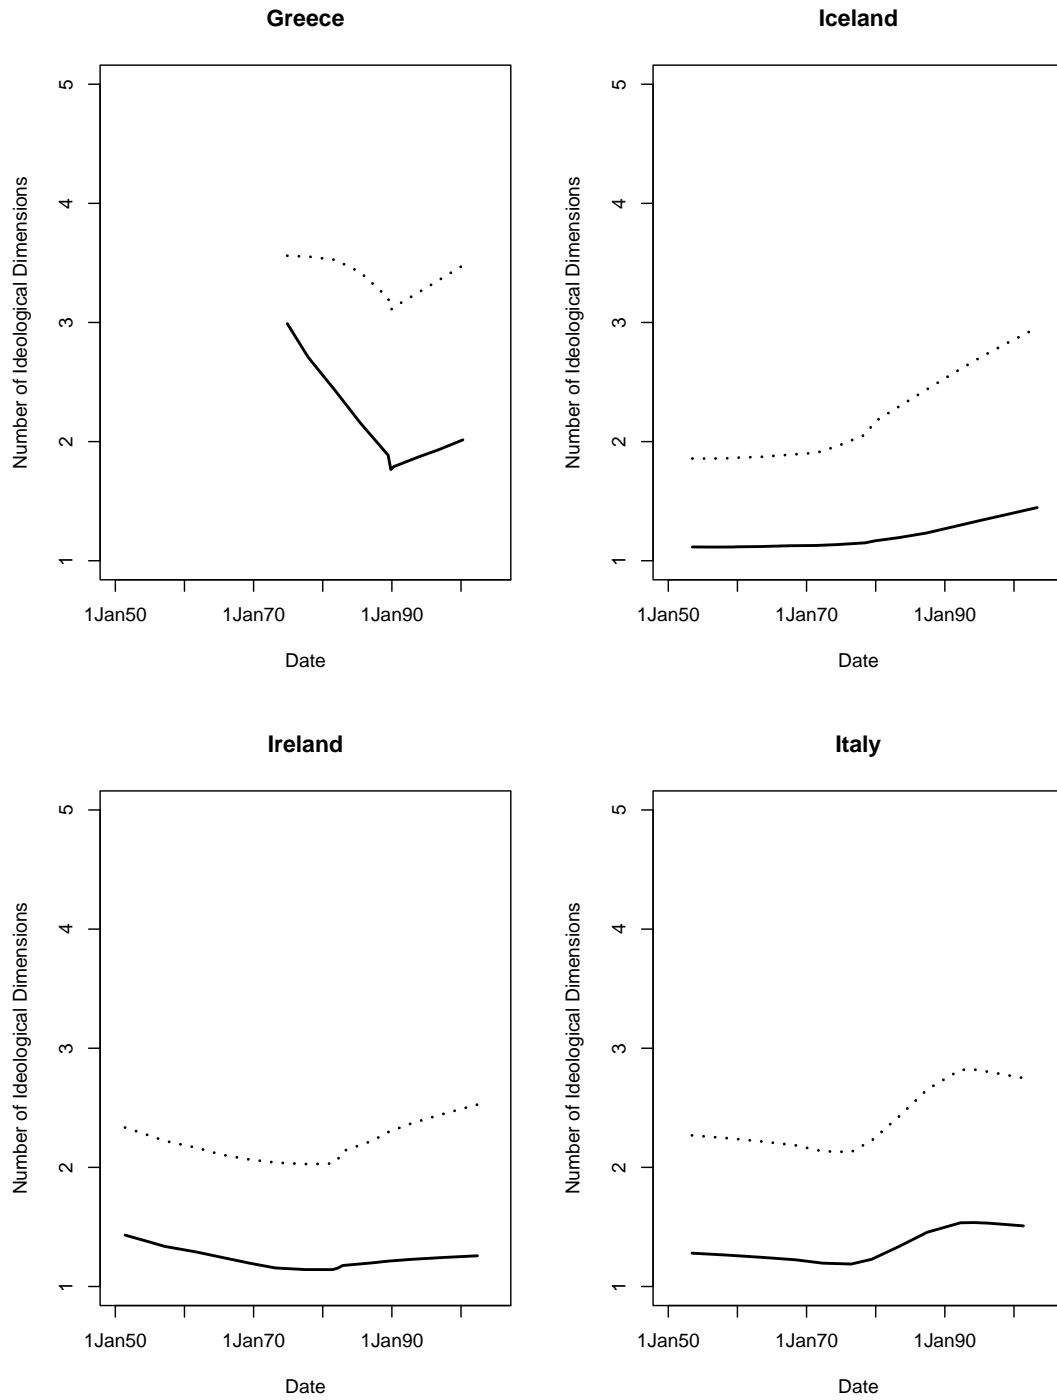 Greece
Number of Ideological Dimensions
5
4
3
2
1
1Jan50 1Jan70 1Jan90
Date
Iceland
Number of Ideological Dimensions
5
4
3
2
1
1Jan50 1Jan70 1Jan90
Date
Ireland
Number of Ideological Dimensions
5
4
3
2
1
1Jan50 1Jan70 1Jan90
Date
Italy
Number of Ideological Dimensions
5
4
3
2
1
1Jan50 1Jan70 1Jan90
Date